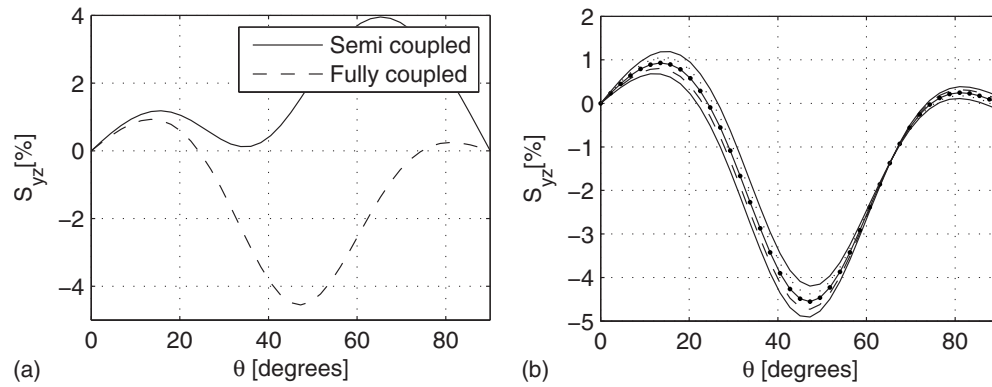 4
2
0
−2
−4
S_yz[%]
Semi coupled
Fully coupled
0 20 40 60 80
θ [degrees]
(a)
2
1
0
−1
−2
−3
−4
−5
S_yz[%]
0 20 40 60 80
θ [degrees]
(b)